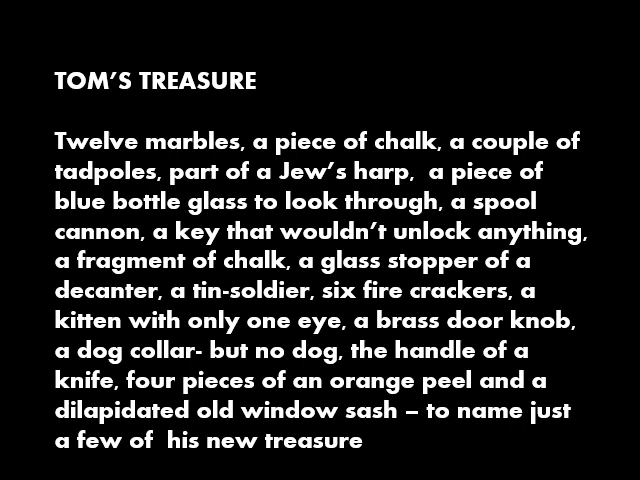 TOM’S TREASURE
Twelve marbles, a piece of chalk, a couple of
tadpoles, part of a Jew’s harp,  a piece of
blue bottle glass to look through, a spool
cannon, a key that wouldn’t unlock anything,
a fragment of chalk, a glass stopper of a
decanter, a tin-soldier, six fire crackers, a
kitten with only one eye, a brass door knob,
a dog collar- but no dog, the handle of a
knife, four pieces of an orange peel and a
dilapidated old window sash – to name just
a few of  his new treasure